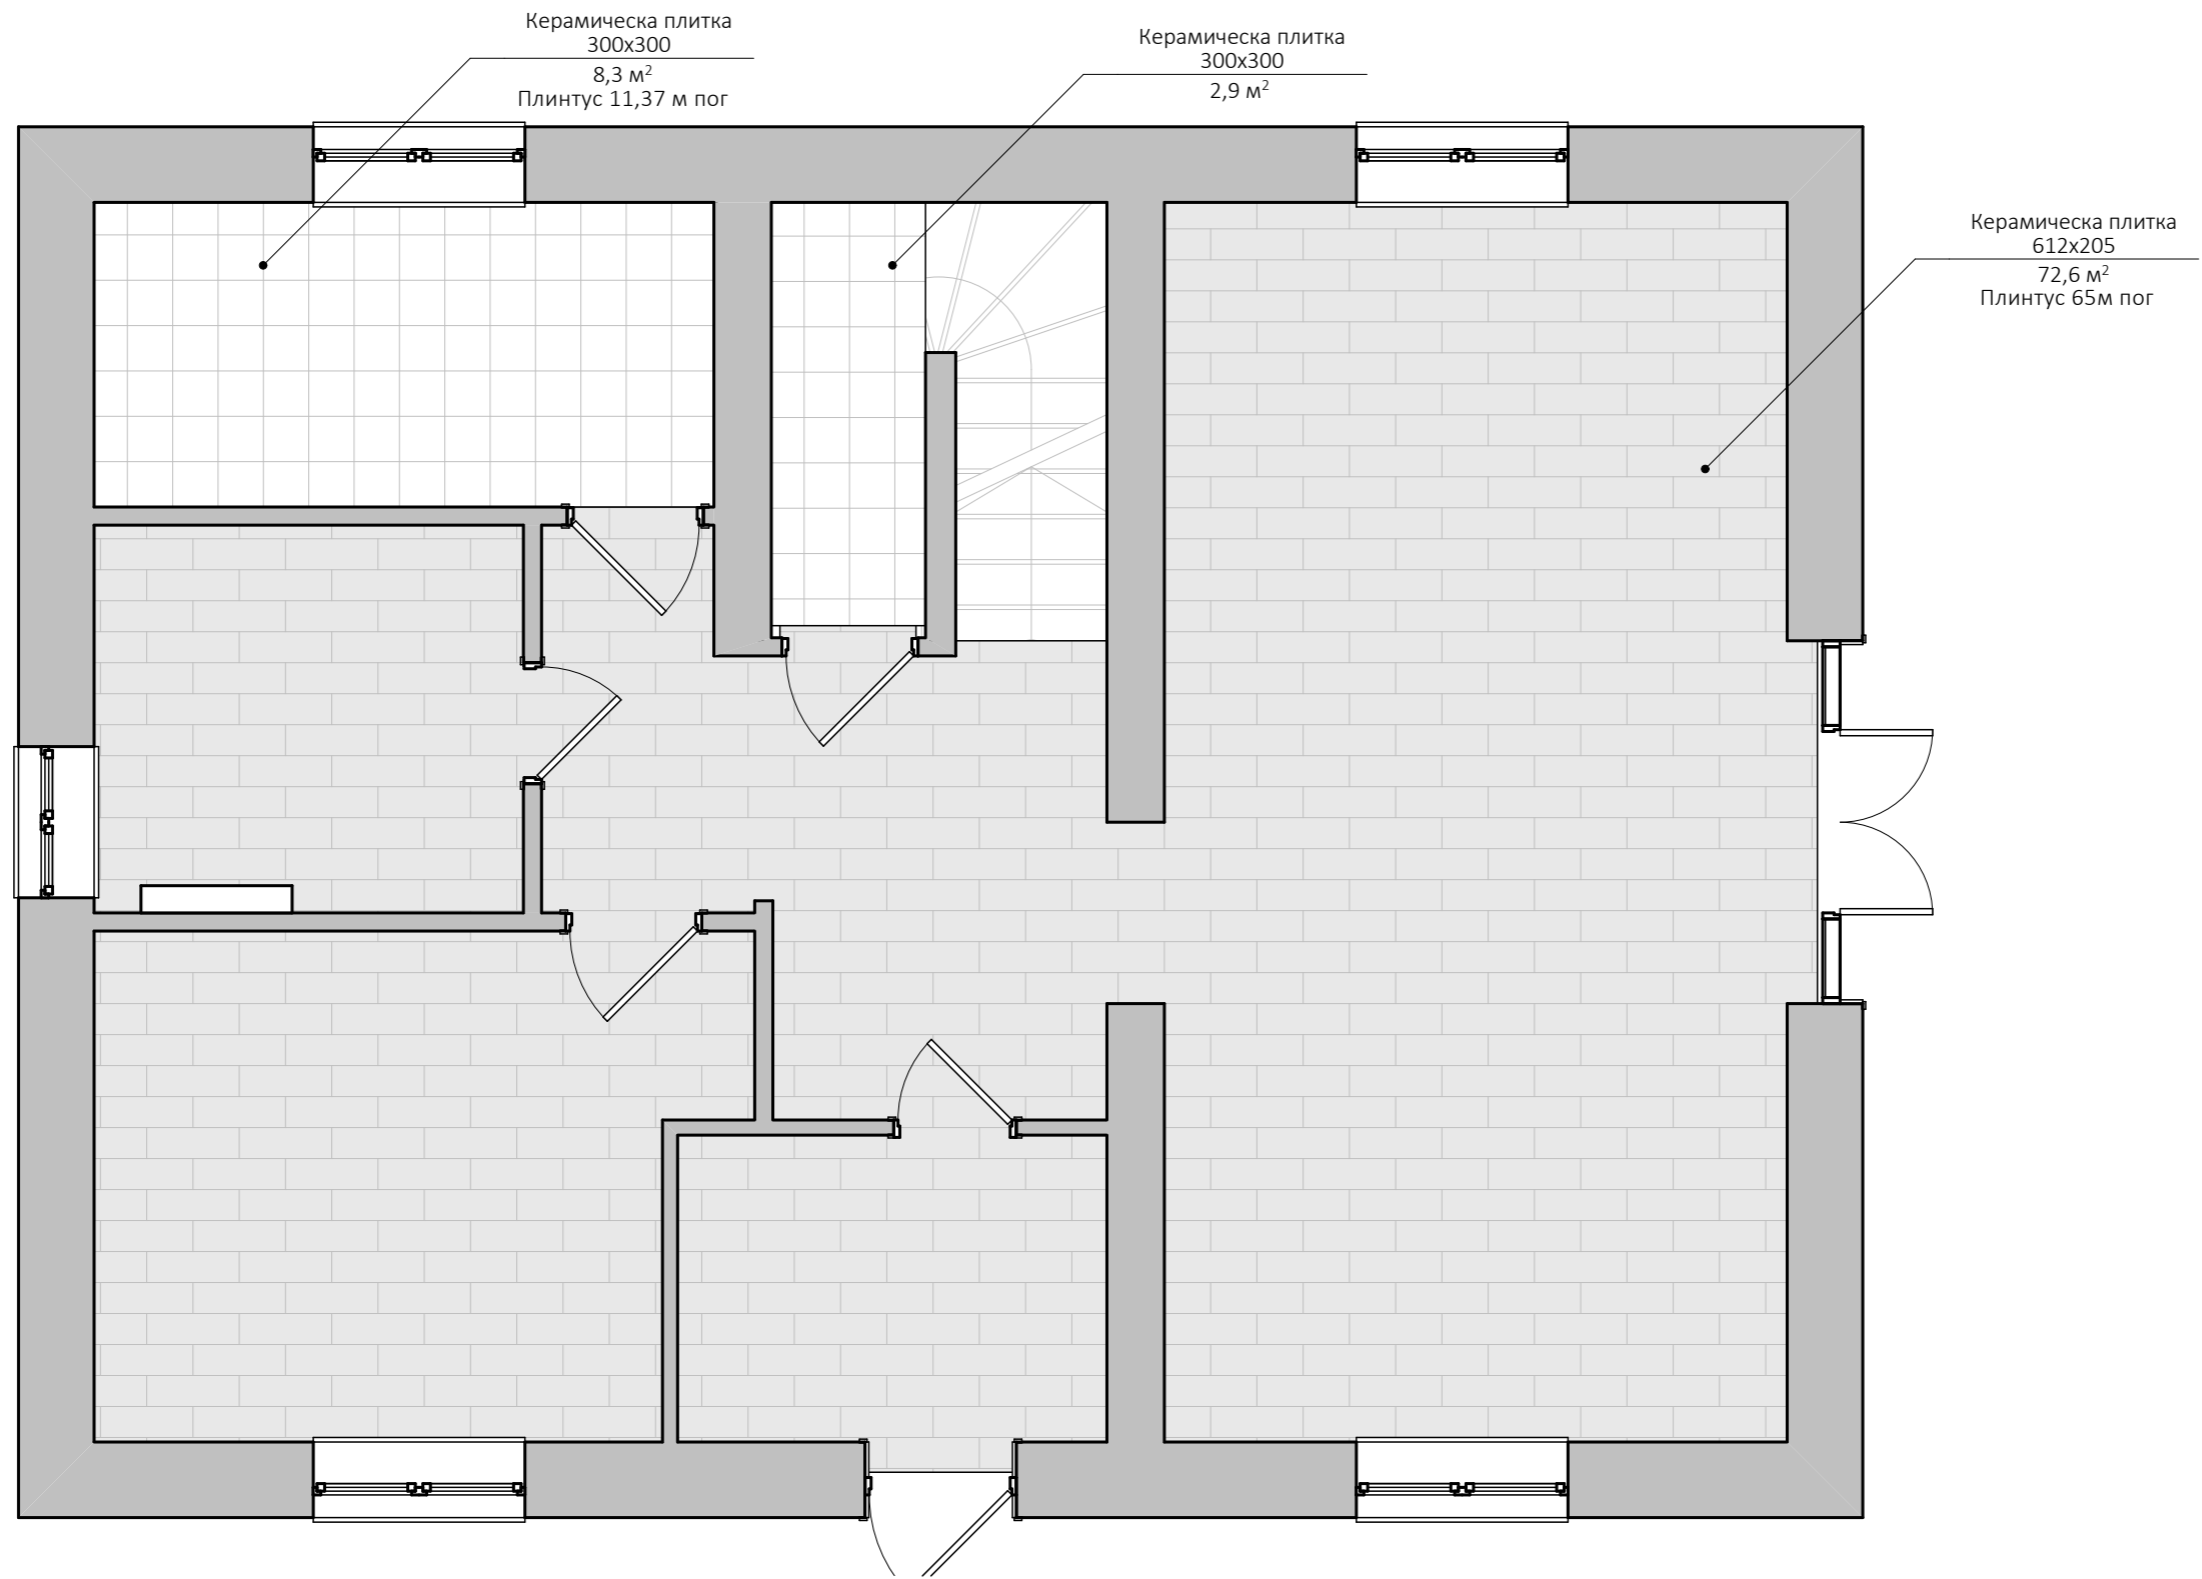 Керамическа плитка
300х300
8,3 м²
Плинтус 11,37 м пог
Керамическа плитка
300х300
2,9 м²
Керамическа плитка
612х205
72,6 м²
Плинтус 65м пог